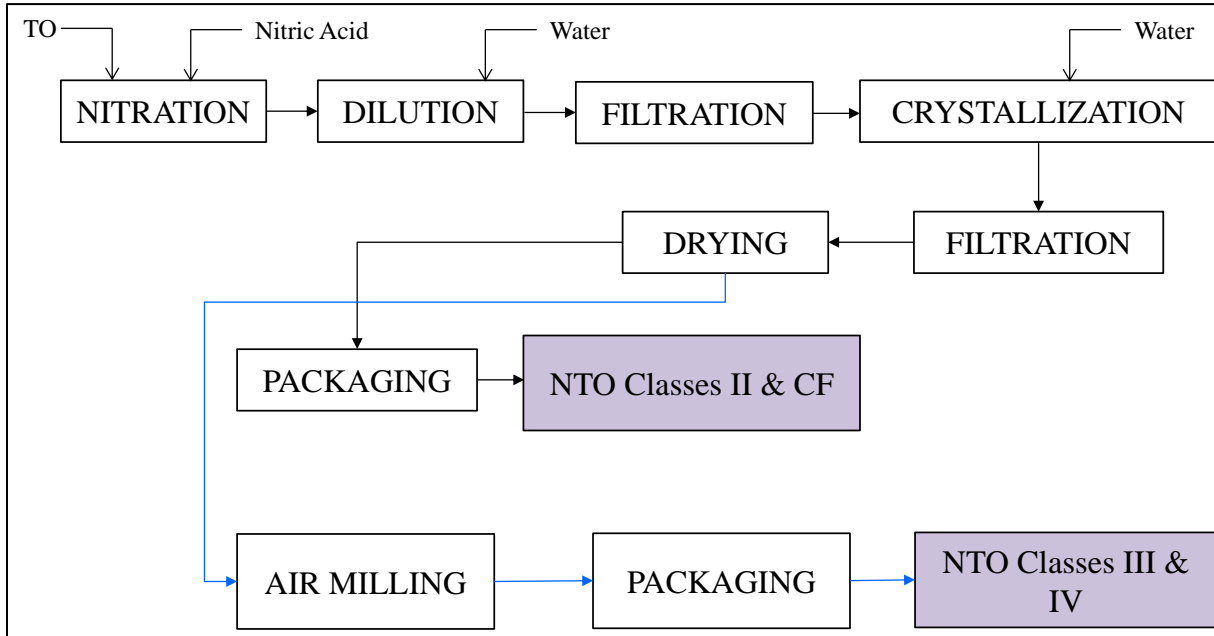 TO
Nitric Acid
Water
Water
NITRATION
DILUTION
FILTRATION
CRYSTALLIZATION
DRYING
FILTRATION
PACKAGING
NTO Classes II & CF
AIR MILLING
PACKAGING
NTO Classes III &
IV